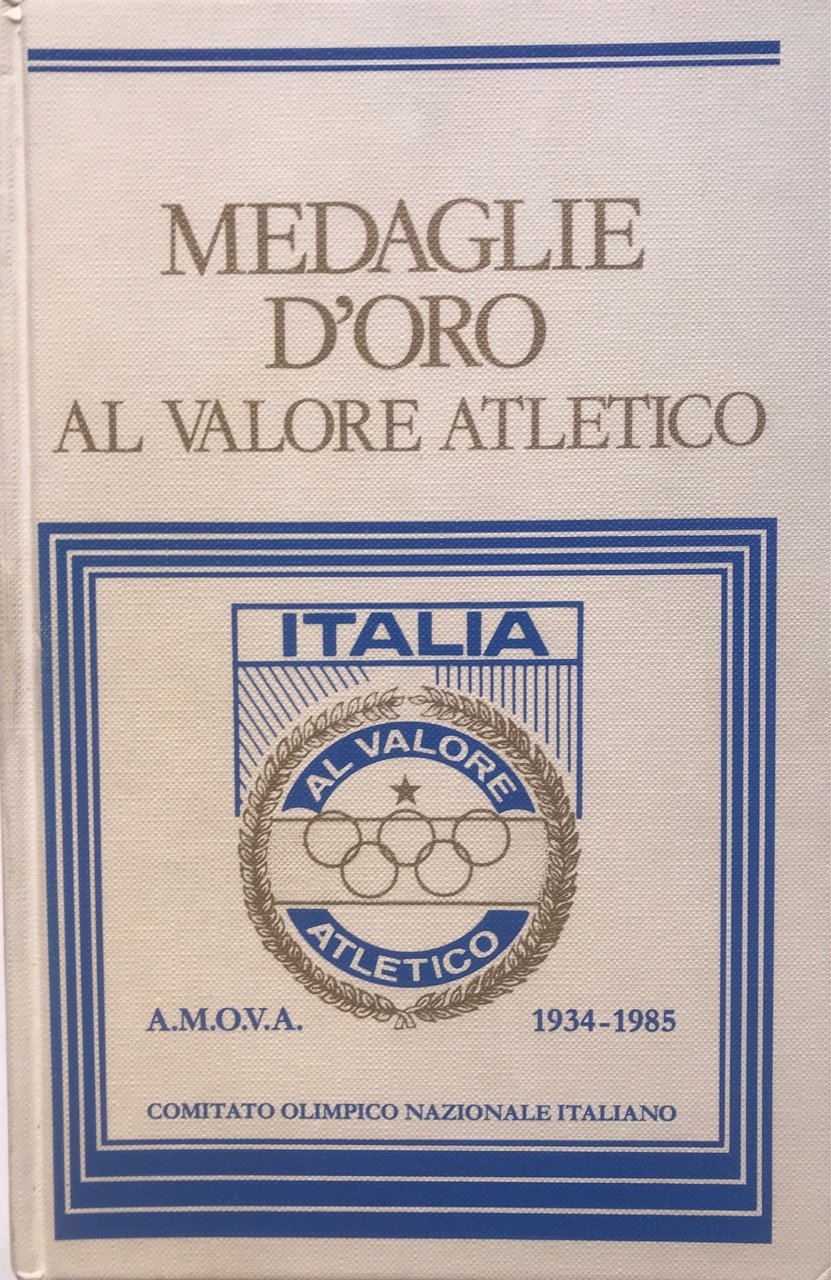 MEDAGLIE
D'ORO
AL VALORE ATLETICO
ITALIA
AL VALORE
ATLETICO
A.M.O.V.A. 1934-1985
COMITATO OLIMPICO NAZIONALE ITALIANO